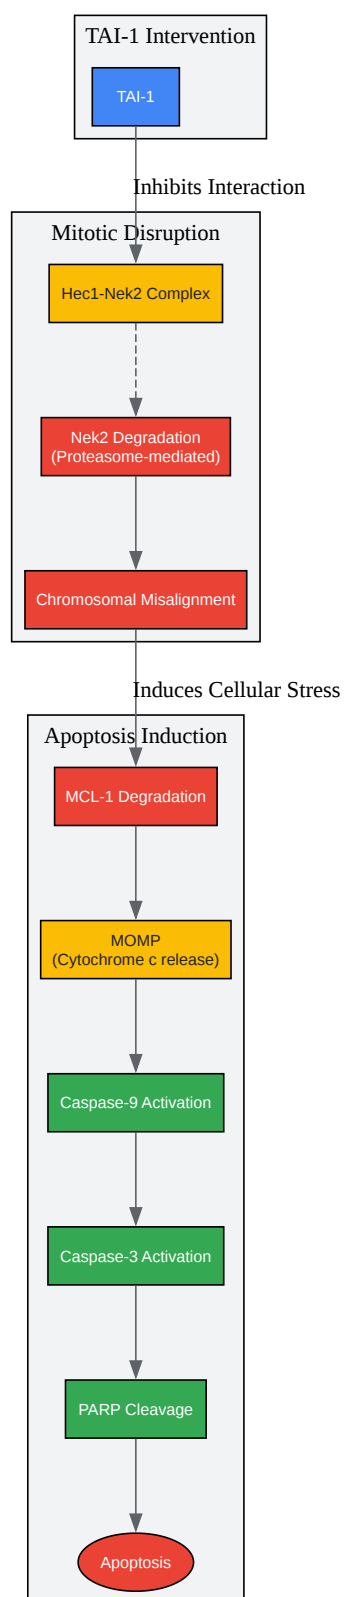 TAI-1 Intervention
TAI-1
Inhibits Interaction
Mitotic Disruption
Hec1-Nek2 Complex
Nek2 Degradation
(Proteasome-mediated)
Chromosomal Misalignment
Induces Cellular Stress
Apoptosis Induction
MCL-1 Degradation
MOMP
(Cytochrome c release)
Caspase-9 Activation
Caspase-3 Activation
PARP Cleavage
Apoptosis